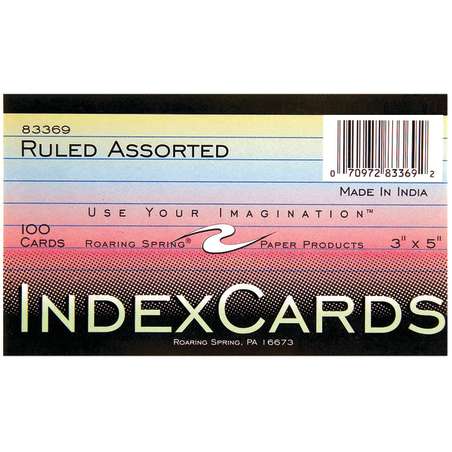 83369
RULED ASSORTED
0 70972 83369 2
MADE IN INDIA
USE YOUR IMAGINATION™
100 CARDS
ROARING SPRING® PAPER PRODUCTS
3" x 5"
INDEXCARDS
ROARING SPRING, PA 16673